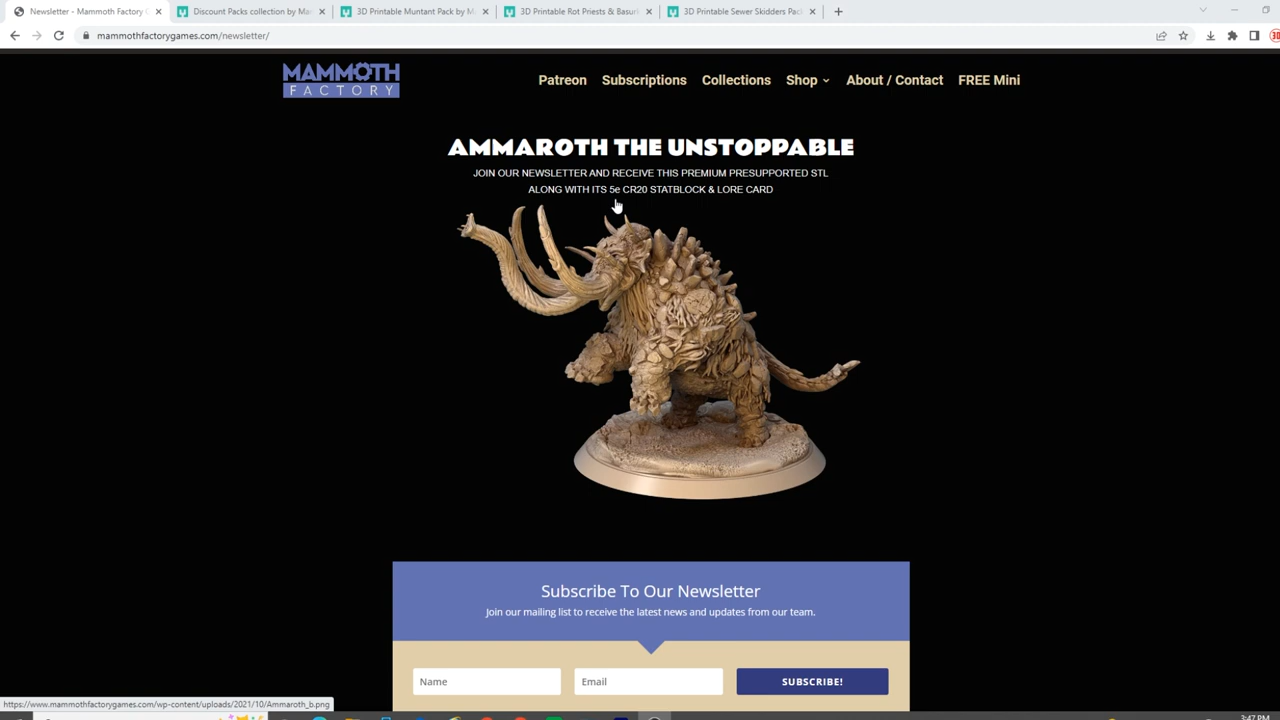 Newsletter - Mammoth Factory
Discount Packs collection by Ma
3D Printable Muntant Pack by M
3D Printable Rot Priests & Basu
3D Printable Sewer Skidders Pac
mammothfactorygames.com/newsletter/
MAMMOTH
FACTORY
Patreon
Subscriptions
Collections
Shop
About / Contact
FREE Mini
AMMAROTH THE UNSTOPPABLE
JOIN OUR NEWSLETTER AND RECEIVE THIS PREMIUM PRESUPPORTED STL
ALONG WITH ITS 5e CR20 STATBLOCK & LORE CARD
Subscribe To Our Newsletter
Join our mailing list to receive the latest news and updates from our team.
Name
Email
SUBSCRIBE!
https://www.mammothfactorygames.com/wp-content/uploads/2021/10/Ammaroth_b.png
3:47 PM